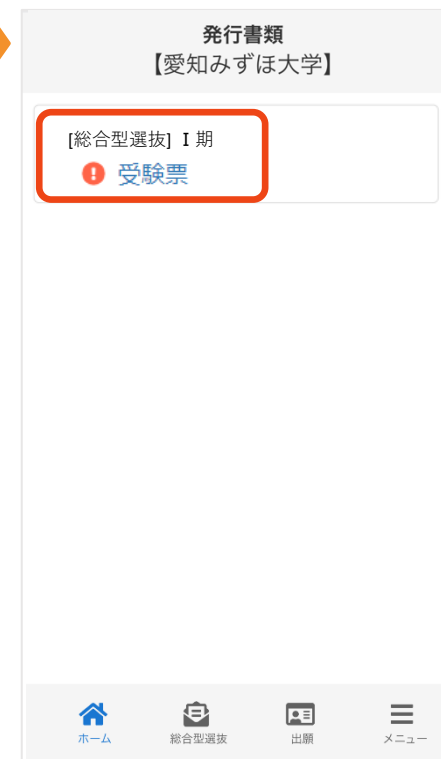 発行書類
【愛知みずほ大学】
[総合型選抜] Ⅰ期
受験票
ホーム
総合型選抜
出願
メニュー